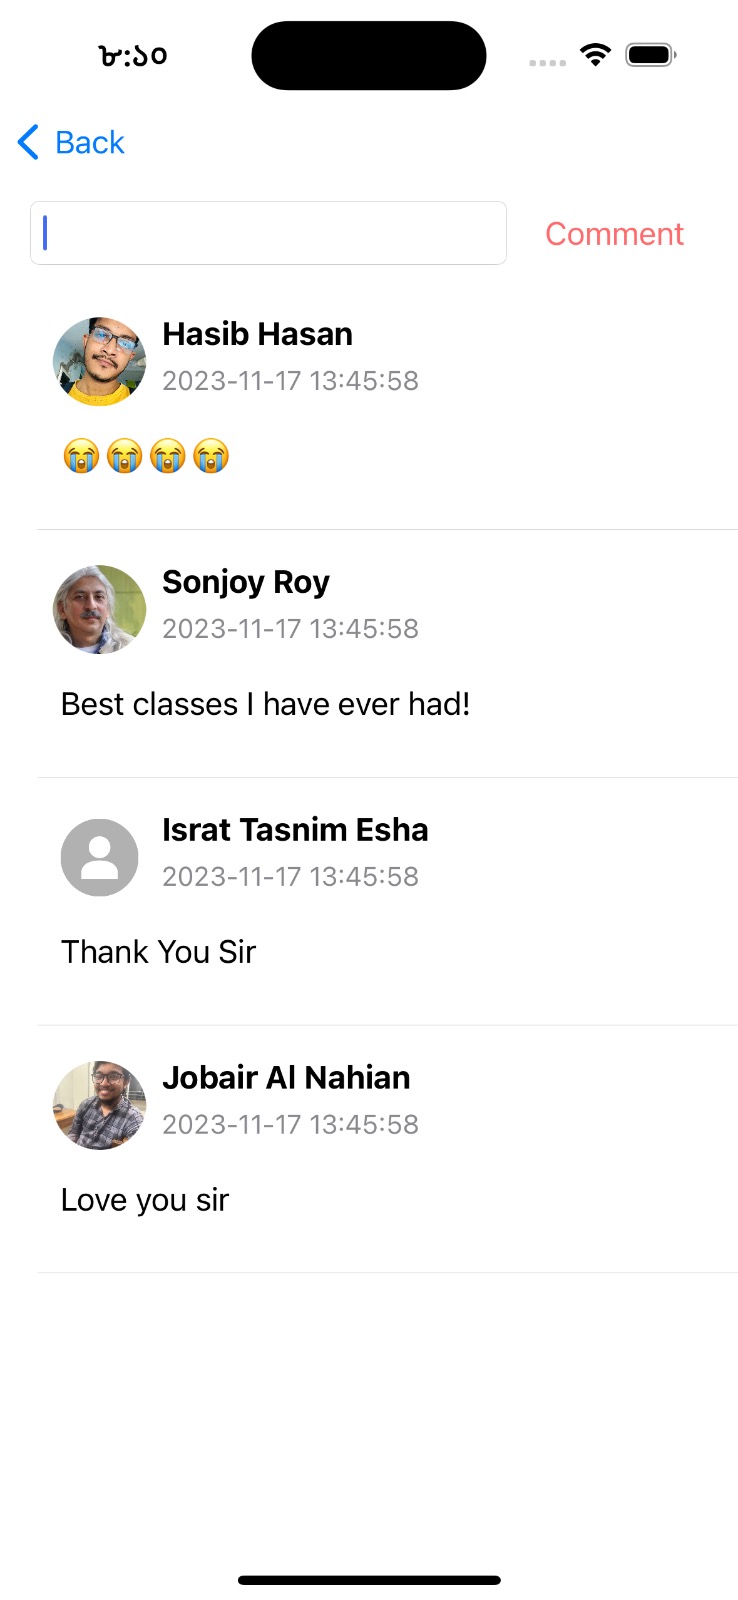 ৮:১০
Back
Comment
Hasib Hasan
2023-11-17 13:45:58
😭😭😭😭
Sonjoy Roy
2023-11-17 13:45:58
Best classes I have ever had!
Israt Tasnim Esha
2023-11-17 13:45:58
Thank You Sir
Jobair Al Nahian
2023-11-17 13:45:58
Love you sir